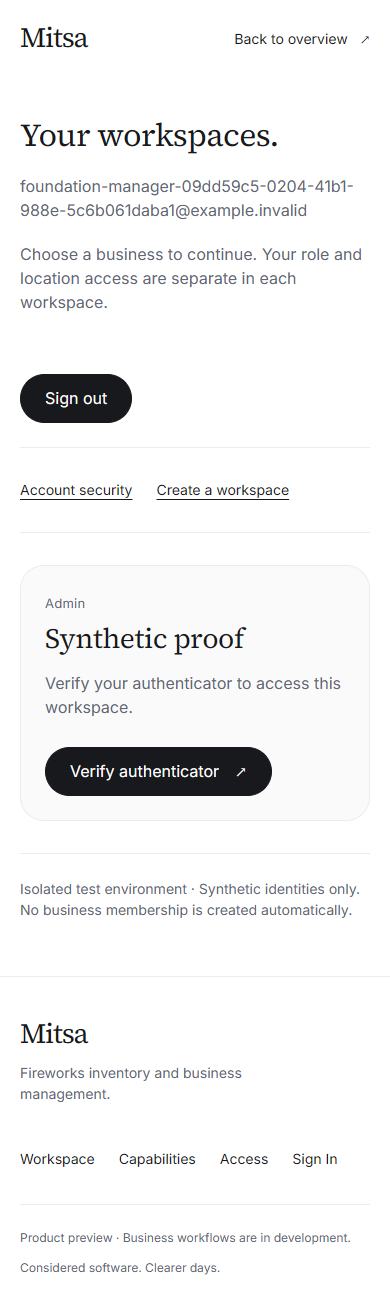 Mitsa
Back to overview ↗
Your workspaces.
foundation-manager-09dd59c5-0204-41b1-
988e-5c6b061daba1@example.invalid
Choose a business to continue. Your role and
location access are separate in each
workspace.
Sign out
Account security
Create a workspace
Admin
Synthetic proof
Verify your authenticator to access this
workspace.
Verify authenticator ↗
Isolated test environment · Synthetic identities only.
No business membership is created automatically.
Mitsa
Fireworks inventory and business
management.
Workspace
Capabilities
Access
Sign In
Product preview · Business workflows are in development.
Considered software. Clearer days.